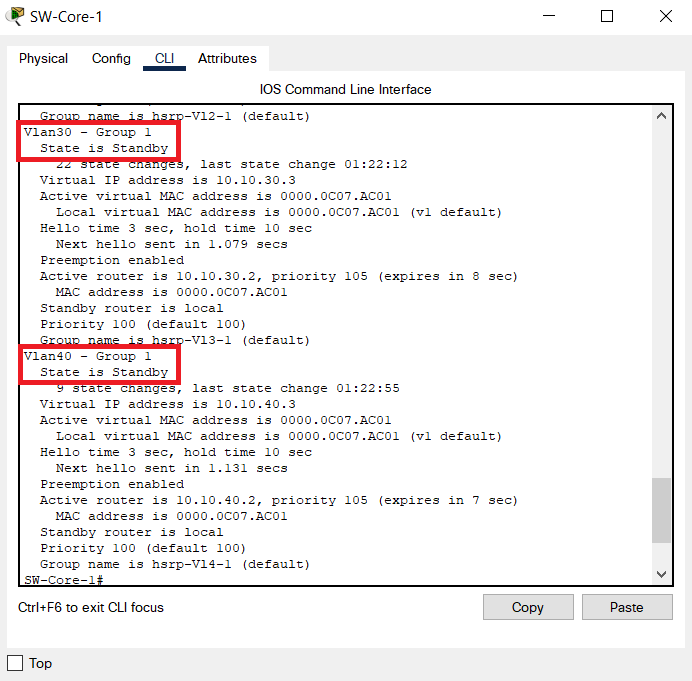 SW-Core-1
Physical Config CLI Attributes
IOS Command Line Interface
Group name is hsrp-Vl2-1 (default)
Vlan30 - Group 1
State is Standby
22 state changes, last state change 01:22:12
Virtual IP address is 10.10.30.3
Active virtual MAC address is 0000.0C07.AC01
Local virtual MAC address is 0000.0C07.AC01 (v1 default)
Hello time 3 sec, hold time 10 sec
Next hello sent in 1.079 secs
Preemption enabled
Active router is 10.10.30.2, priority 105 (expires in 8 sec)
MAC address is 0000.0C07.AC01
Standby router is local
Priority 100 (default 100)
Group name is hsrp-Vl3-1 (default)
Vlan40 - Group 1
State is Standby
9 state changes, last state change 01:22:55
Virtual IP address is 10.10.40.3
Active virtual MAC address is 0000.0C07.AC01
Local virtual MAC address is 0000.0C07.AC01 (v1 default)
Hello time 3 sec, hold time 10 sec
Next hello sent in 1.131 secs
Preemption enabled
Active router is 10.10.40.2, priority 105 (expires in 7 sec)
MAC address is 0000.0C07.AC01
Standby router is local
Priority 100 (default 100)
Group name is hsrp-Vl4-1 (default)
SW-Core-1#
Ctrl+F6 to exit CLI focus
Copy Paste
Top